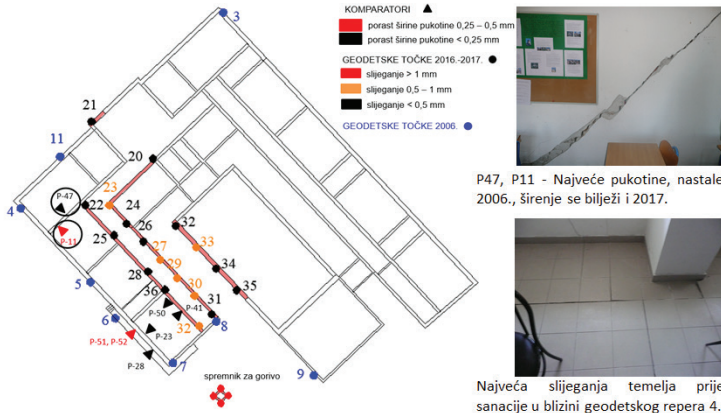 KOMPARATORI
porast širine pukotine 0,25 – 0,5 mm
porast širine pukotine < 0,25 mm
GEODETSKE TOČKE 2016.-2017.
slijeganje > 1 mm
slijeganje 0,5 – 1 mm
slijeganje < 0,5 mm
GEODETSKE TOČKE 2006.
3
21
11
20
4
P-47
22
23
24
P-11
25
26
27
32
33
28
29
34
5
36
30
35
P-50
P-41
31
6
32
8
P-51, P-52
P-23
P-28
7
9
spremnik za gorivo
P47, P11 - Najveće pukotine, nastale
2006., širenje se bilježi i 2017.
Najveća slijeganja temelja prije
sanacije u blizini geodetskog repera 4.